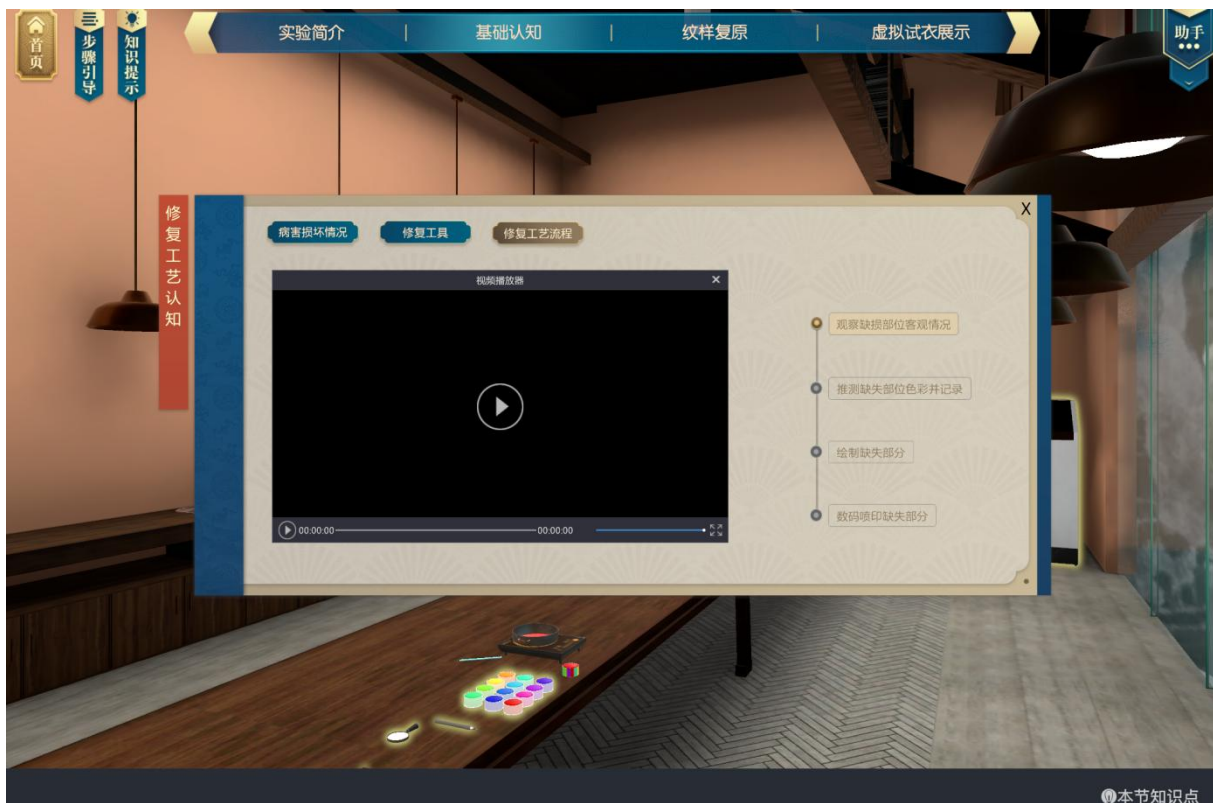 首页
步骤引导
知识提示
实验简介 | 基础认知 | 纹样复原 | 虚拟试衣展示
助手
修复工艺认知
X
病害损坏情况 修复工具 修复工艺流程
视频播放器
观察缺损部位客观情况
推测缺失部位色彩并记录
绘制缺失部分
数码喷印缺失部分
00:00:00 00:00:00
本节知识点